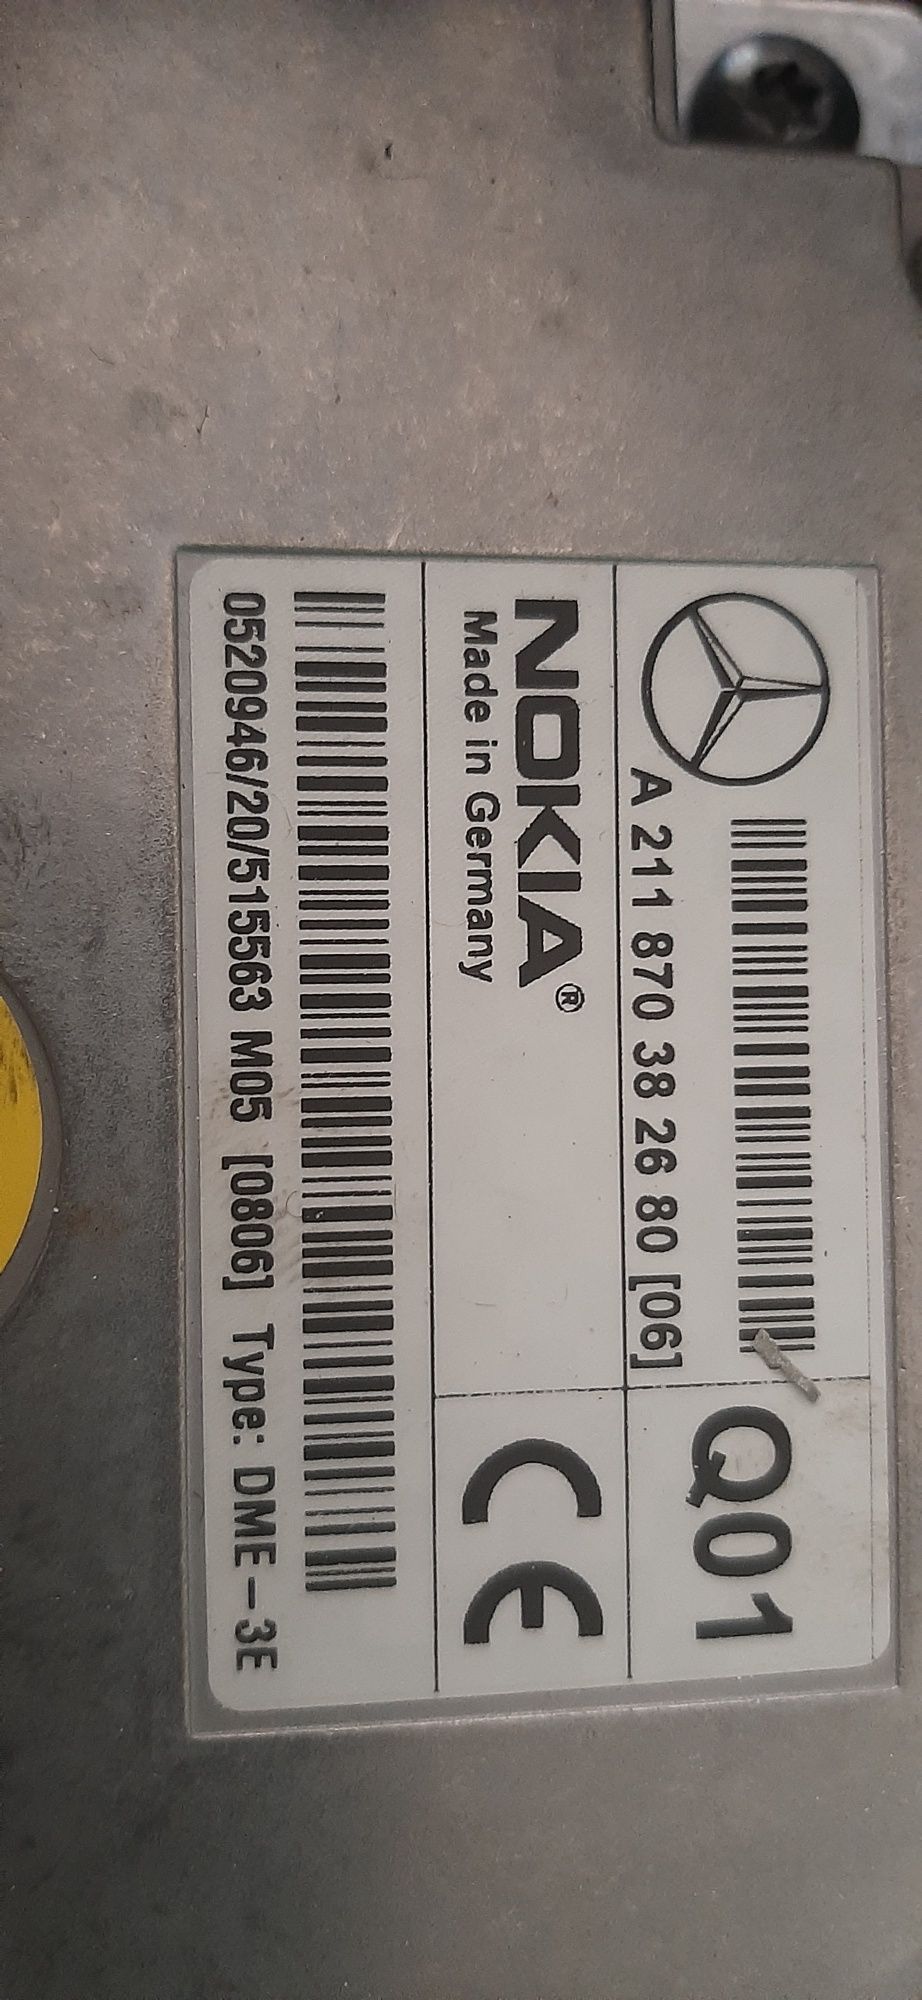 A 211 870 38 26 80 [06]
Q01
NOKIA®
Made in Germany
CE
0520946/20/515563 M05 [0806] Type: DME-3E